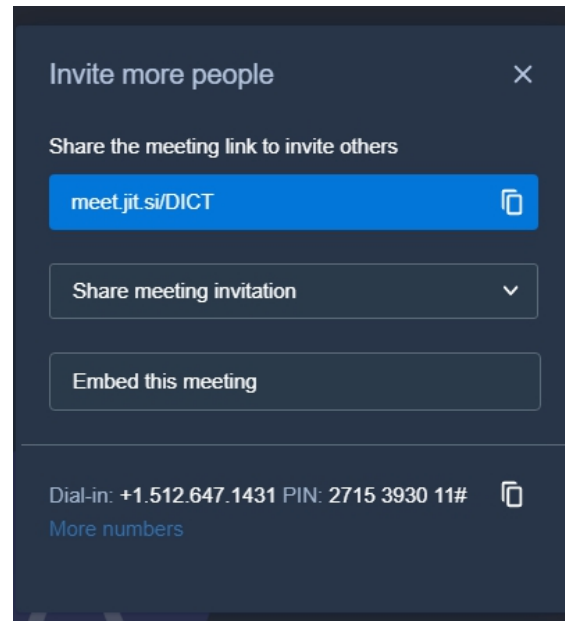 Invite more people
Share the meeting link to invite others
meet.jit.si/DICT
Share meeting invitation
Embed this meeting
Dial-in: +1.512.647.1431 PIN: 2715 3930 11#
More numbers